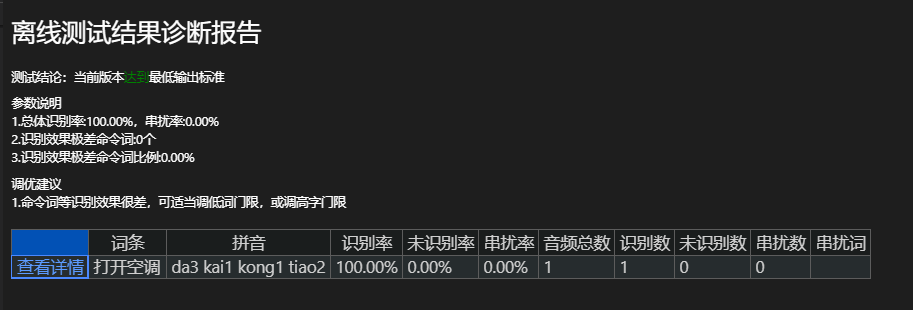 离线测试结果诊断报告
测试结论：当前版本达到最低输出标准
参数说明
1.总体识别率:100.00%，串扰率:0.00%
2.识别效果极差命令词:0个
3.识别效果极差命令词比例:0.00%
调优建议
1.命令词等识别效果很差，可适当调低词门限，或调高字门限
词条 拼音 识别率 未识别率 串扰率 音频总数 识别数 未识别数 串扰数 串扰词
查看详情 打开空调 da3 kai1 kong1 tiao2 100.00% 0.00% 0.00% 1 1 0 0